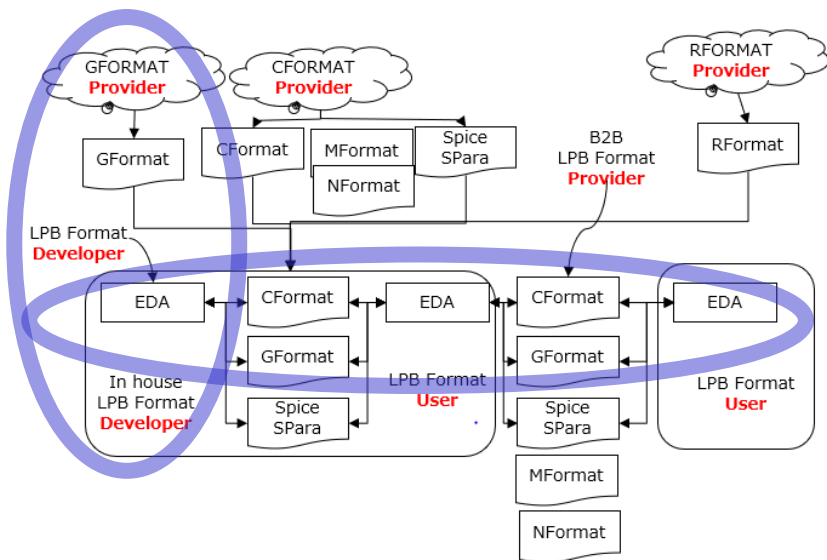 GFORMAT
Provider
CFORMAT
Provider
RFORMAT
Provider
GFormat
CFormat
MFormat
NFormat
Spice
SPara
B2B
LPB Format
Provider
RFormat
LPB Format
Developer
EDA
CFormat
EDA
CFormat
EDA
GFormat
GFormat
In house
LPB Format
Developer
Spice
SPara
LPB Format
User
Spice
SPara
LPB Format
User
MFormat
NFormat